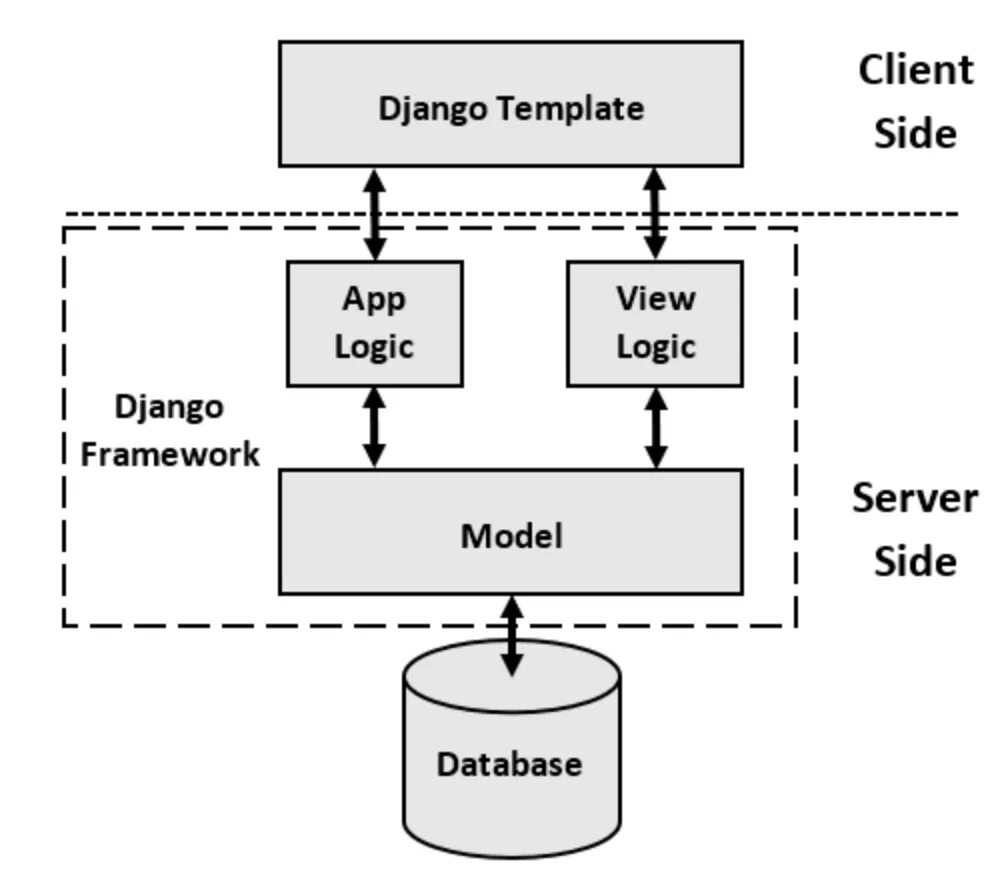 Django Template
Client
Side
App
Logic
View
Logic
Django
Framework
Model
Server
Side
Database